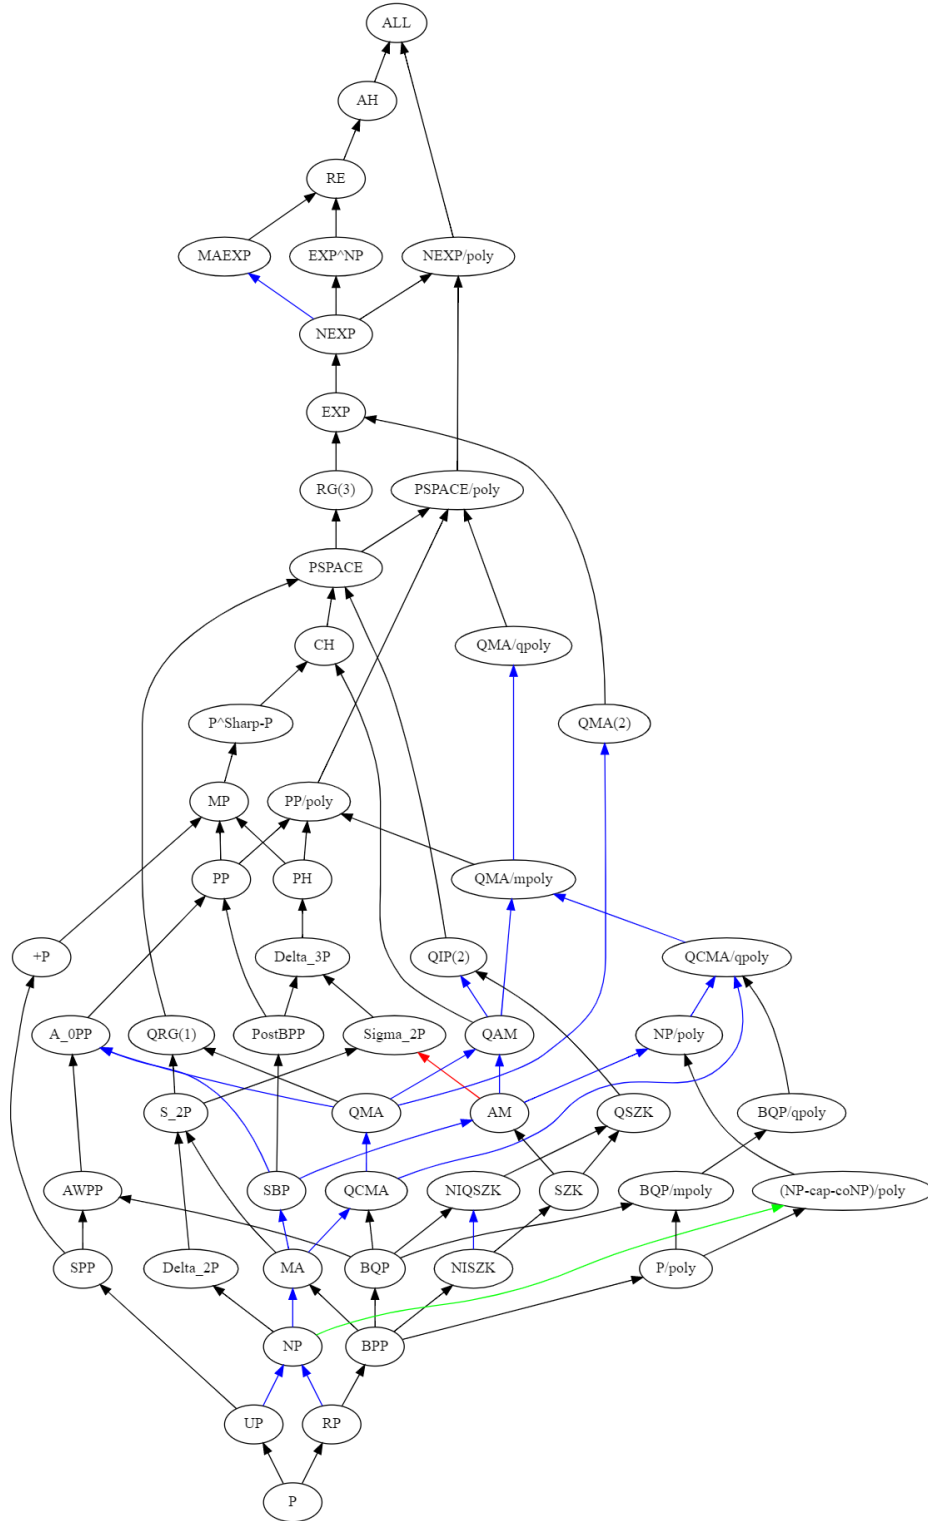 ALL
AH
RE
MAEXP
EXP^NP
NEXP/poly
NEXP
EXP
RG(3)
PSPACE/poly
PSPACE
CH
QMA/qpoly
P^Sharp-P
QMA(2)
MP
PP/poly
PP
PH
QMA/mpoly
+P
Delta_3P
QIP(2)
QCMA/qpoly
A_0PP
QRG(1)
PostBPP
Sigma_2P
QAM
NP/poly
S_2P
QMA
AM
QSZK
BQP/qpoly
AWPP
SBP
QCMA
NIQSZK
SZK
BQP/mpoly
(NP-cap-coNP)/poly
SPP
Delta_2P
MA
BQP
NISZK
P/poly
NP
BPP
UP
RP
P